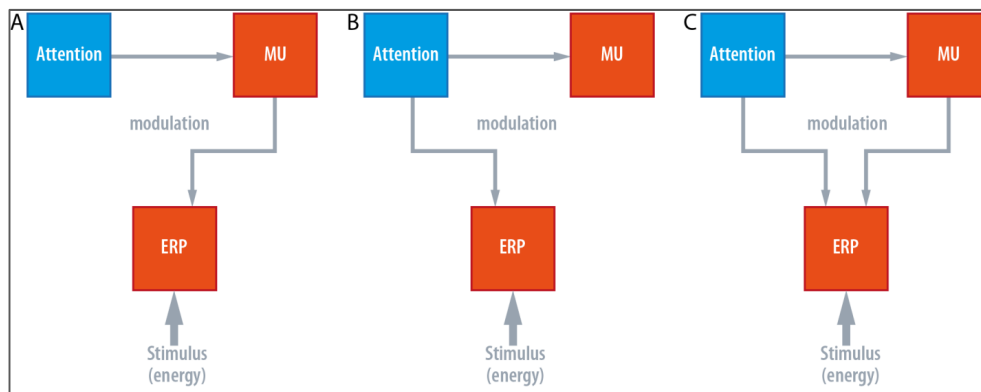 A
Attention
MU
modulation
ERP
Stimulus
(energy)
B
Attention
MU
modulation
ERP
Stimulus
(energy)
C
Attention
MU
modulation
ERP
Stimulus
(energy)